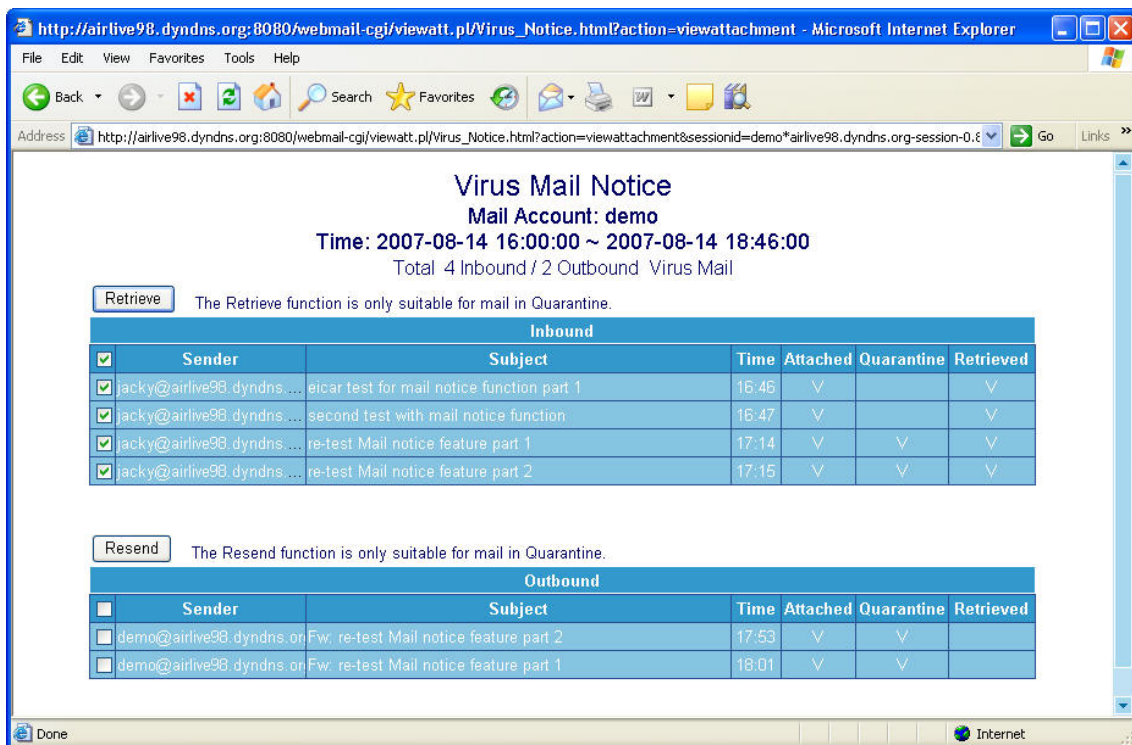 http://airlive98.dyndns.org:8080/webmail-cgi/viewatt.pl/Virus_Notice.html?action=viewattachment - Microsoft Internet Explorer
File Edit View Favorites Tools Help
Back Search Favorites
Address http://airlive98.dyndns.org:8080/webmail-cgi/viewatt.pl/Virus_Notice.html?action=viewattachment&sessionid=demo*airlive98.dyndns.org-session-0.8 Go Links »
Virus Mail Notice
Mail Account: demo
Time: 2007-08-14 16:00:00 ~ 2007-08-14 18:46:00
Total 4 Inbound / 2 Outbound Virus Mail
Retrieve The Retrieve function is only suitable for mail in Quarantine.
Inbound
Sender Subject Time Attached Quarantine Retrieved
jacky@airlive98.dyndns.... eicar test for mail notice function part 1 16:46 V V
jacky@airlive98.dyndns.... second test with mail notice function 16:47 V V
jacky@airlive98.dyndns.... re-test Mail notice feature part 1 17:14 V V V
jacky@airlive98.dyndns.... re-test Mail notice feature part 2 17:15 V V V
Resend The Resend function is only suitable for mail in Quarantine.
Outbound
Sender Subject Time Attached Quarantine Retrieved
demo@airlive98.dyndns.or Fw: re-test Mail notice feature part 2 17:53 V V
demo@airlive98.dyndns.or Fw: re-test Mail notice feature part 1 18:01 V V
Done Internet